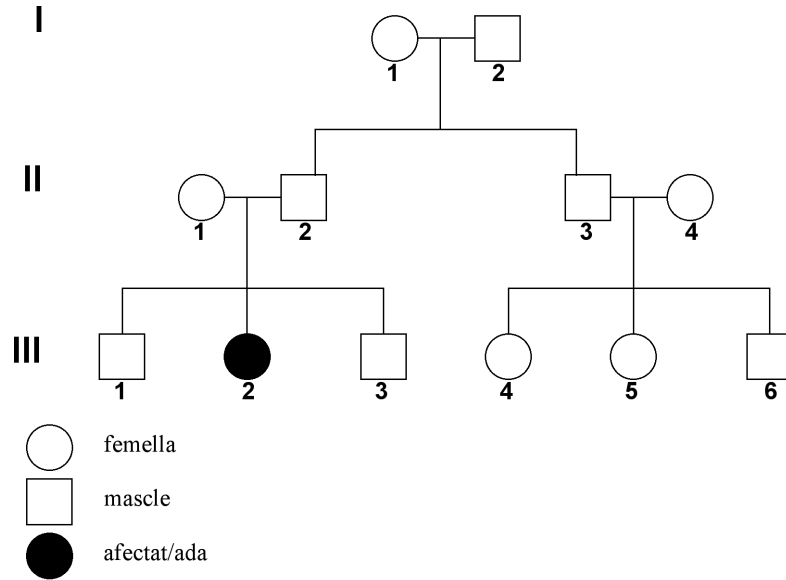 I
1 2
II
1 2 3 4
III
1 2 3 4 5 6
femella
mascle
afectat/ada